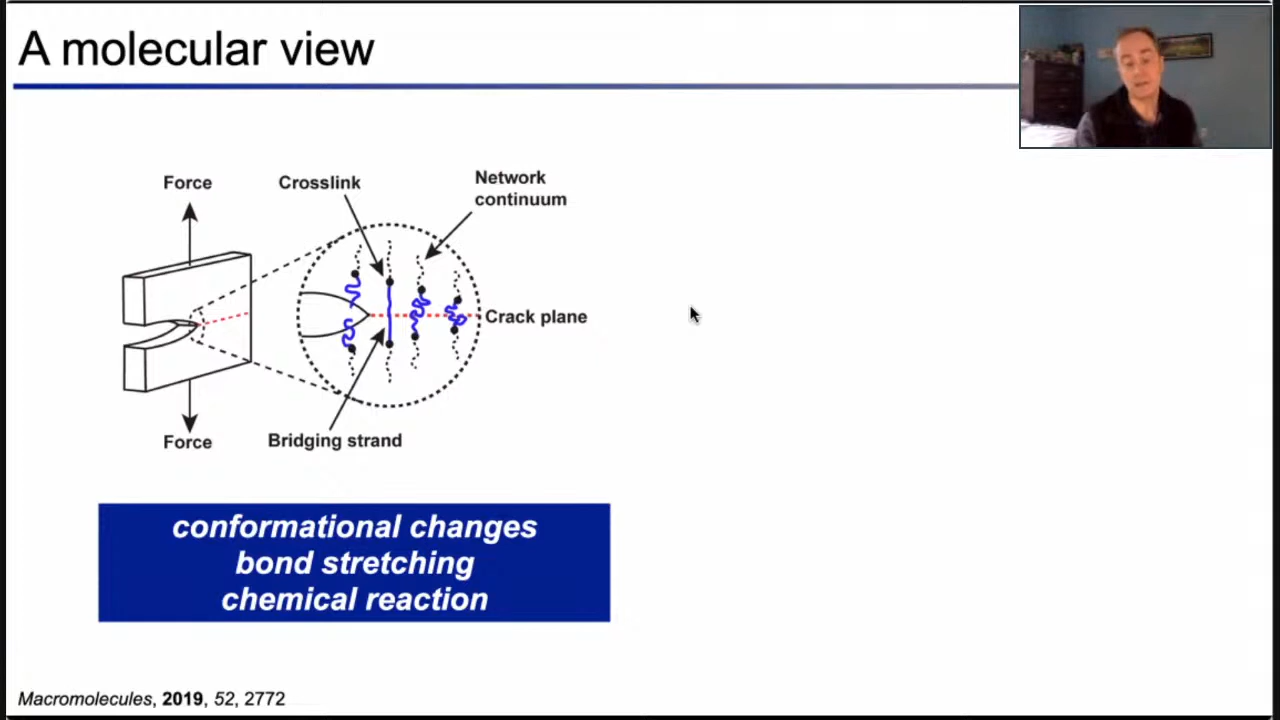 A molecular view
Force
Crosslink
Network
continuum
Crack plane
Force
Bridging strand
conformational changes
bond stretching
chemical reaction
Macromolecules, 2019, 52, 2772